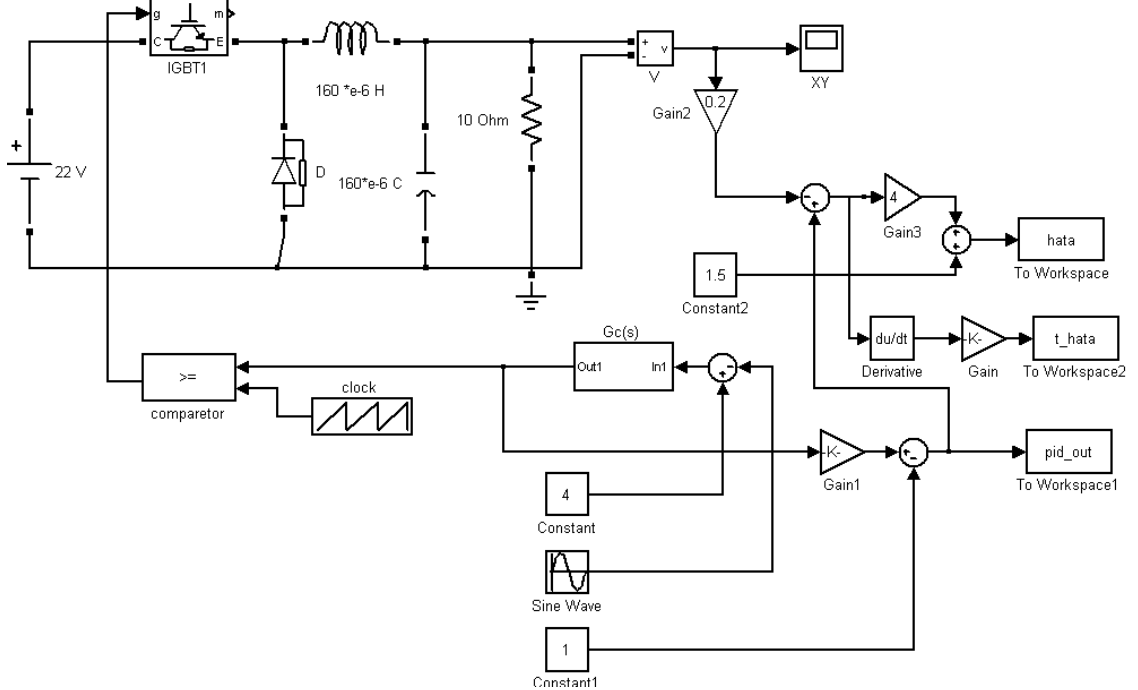 g
m
C
E
IGBT1
+
22 V
160 *e-6 H
D
160*e-6 C
10 Ohm
+
-
v
V
XY
0.2
Gain2
-
+
4
Gain3
+
+
hata
To Workspace
1.5
Constant2
du/dt
Derivative
-K-
Gain
t_hata
To Workspace2
Gc(s)
Out1
In1
-
+
>=
comparetor
clock
-K-
Gain1
+
-
pid_out
To Workspace1
4
Constant
Sine Wave
1
Constant1